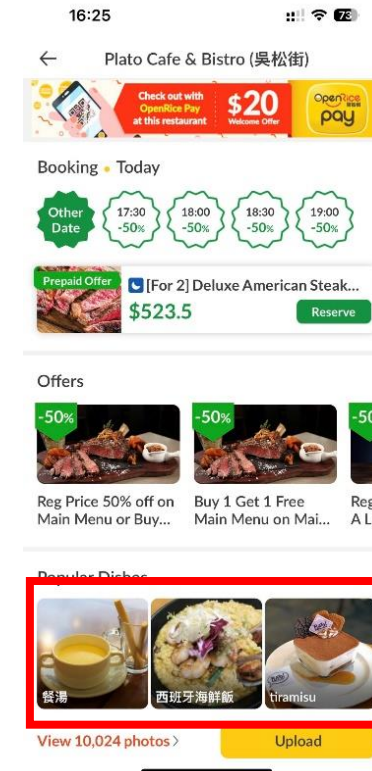 16:25
73
Plato Cafe & Bistro (吳松街)
Check out with
OpenRice Pay
at this restaurant
$20
Welcome Offer
OpenRice
pay
Booking • Today
Other
Date
17:30
-50%
18:00
-50%
18:30
-50%
19:00
-50%
Prepaid Offer
[For 2] Deluxe American Steak...
$523.5
Reserve
Offers
-50%
-50%
-50
Reg Price 50% off on
Main Menu or Buy...
Buy 1 Get 1 Free
Main Menu on Mai...
Reg
A L
Popular Dishes
餐湯
西班牙海鮮飯
tiramisu
View 10,024 photos >
Upload